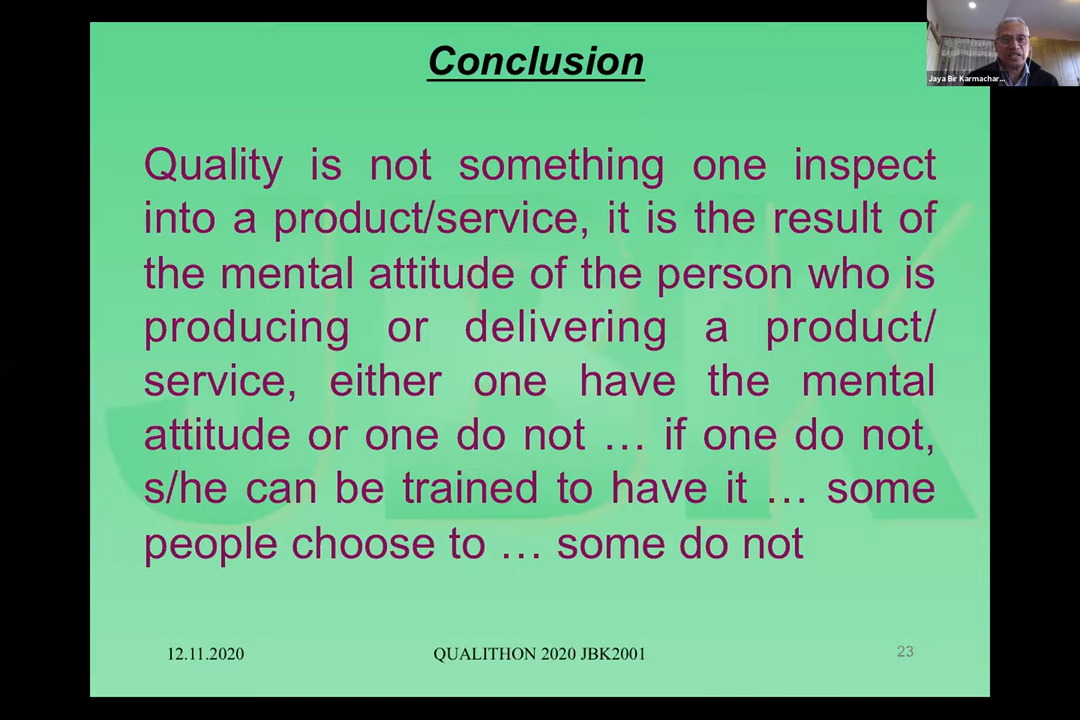 Conclusion
Jaya Bir Karmachar...
Quality is not something one inspect
into a product/service, it is the result of
the mental attitude of the person who is
producing or delivering a product/
service, either one have the mental
attitude or one do not ... if one do not,
s/he can be trained to have it ... some
people choose to ... some do not
12.11.2020
QUALITHON 2020 JBK2001
23
JBK